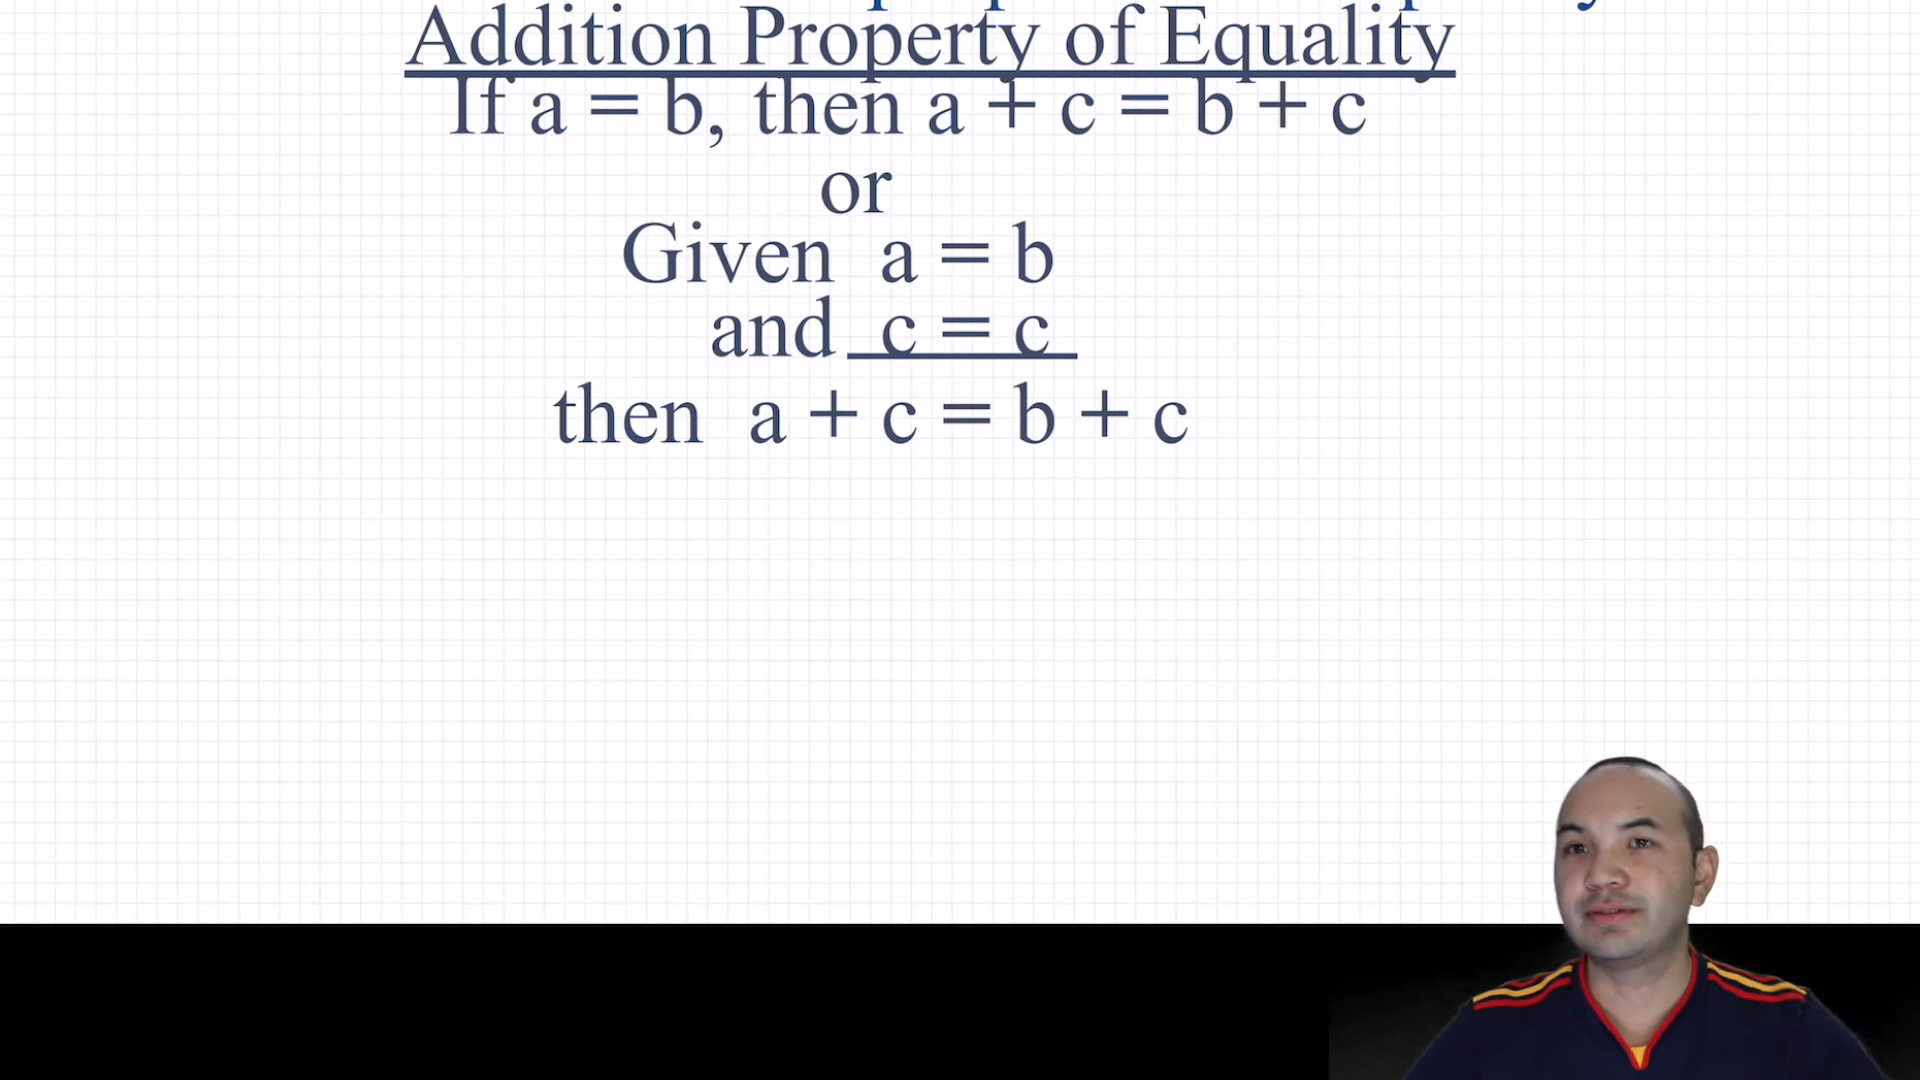 Addition Property of Equality
If a = b, then a + c = b + c
or
Given a = b
and c = c
then a + c = b + c